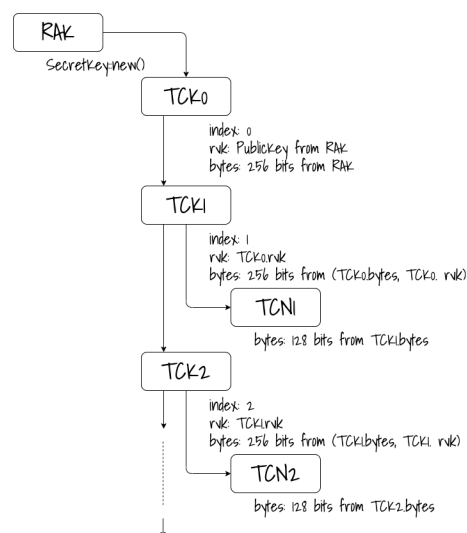 RAK
SecretKey:new()
TCK0
index: 0
rvk: PublicKey from RAK
bytes: 256 bits from RAK
TCK1
index: 1
rvk: TCK0.rvk
bytes: 256 bits from (TCK0.bytes, TCK0. rvk)
TCN1
bytes: 128 bits from TCK1.bytes
TCK2
index: 2
rvk: TCK1.rvk
bytes: 256 bits from (TCK1.bytes, TCK1. rvk)
TCN2
bytes: 128 bits from TCK2.bytes